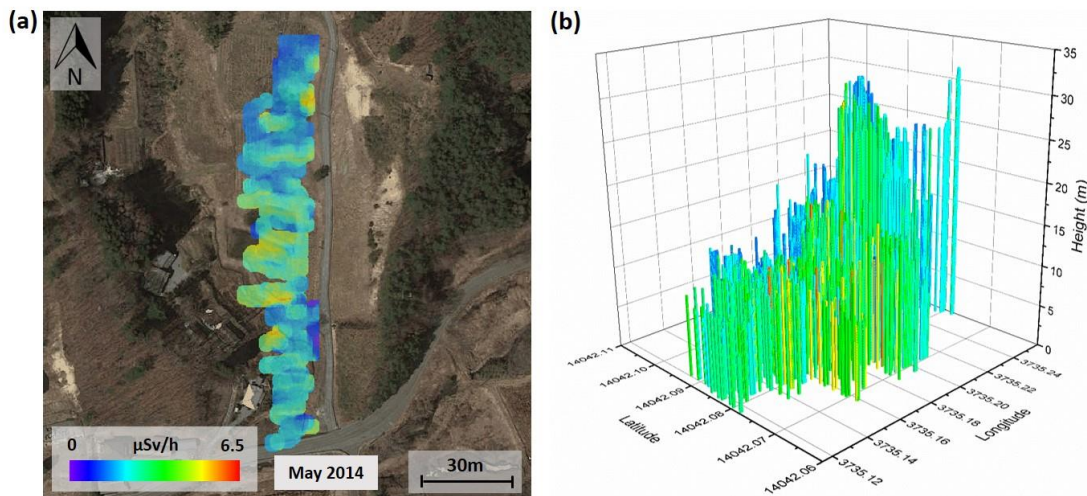 (a)
N
0 µSv/h 6.5
May 2014
30m
(b)
35
30
25
20
15
10
5
0
Height (m)
14042.11
14042.10
14042.09
14042.08
14042.07
14042.06
Latitude
3735.24
3735.22
3735.20
3735.18
3735.16
3735.14
3735.12
Longitude